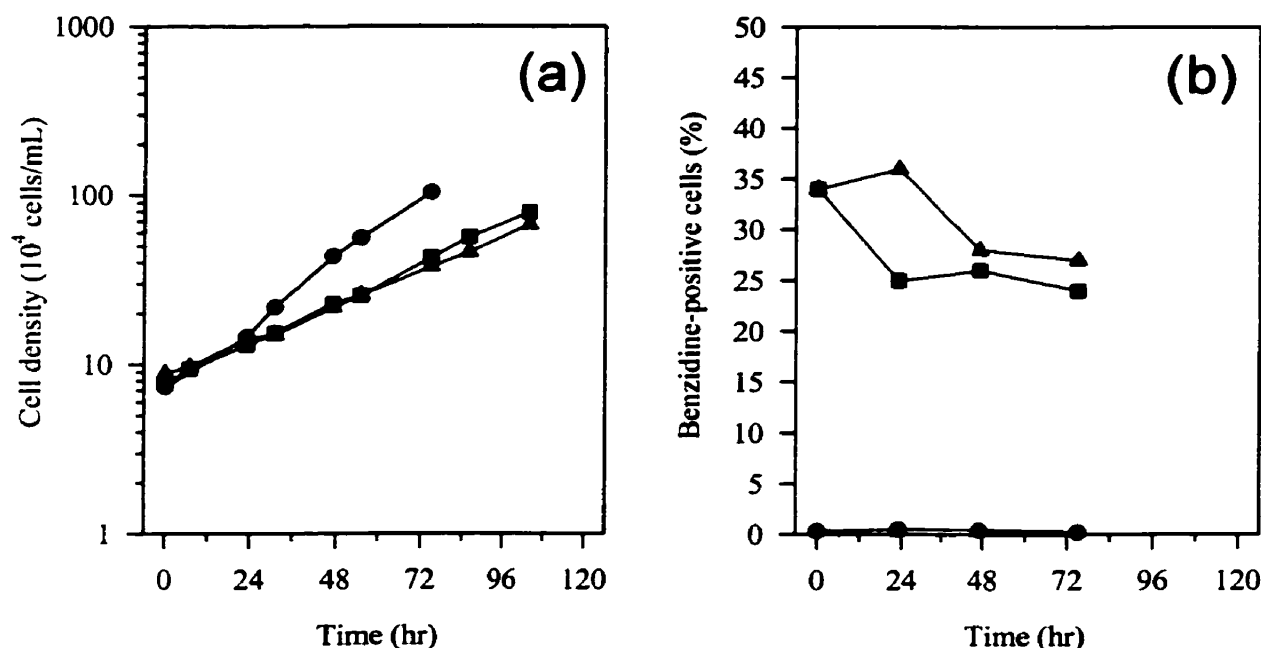 (a)
Cell density (10⁴ cells/mL)
1000
100
10
1
0 24 48 72 96 120
Time (hr)
(b)
Benzidine-positive cells (%)
50
45
40
35
30
25
20
15
10
5
0
0 24 48 72 96 120
Time (hr)